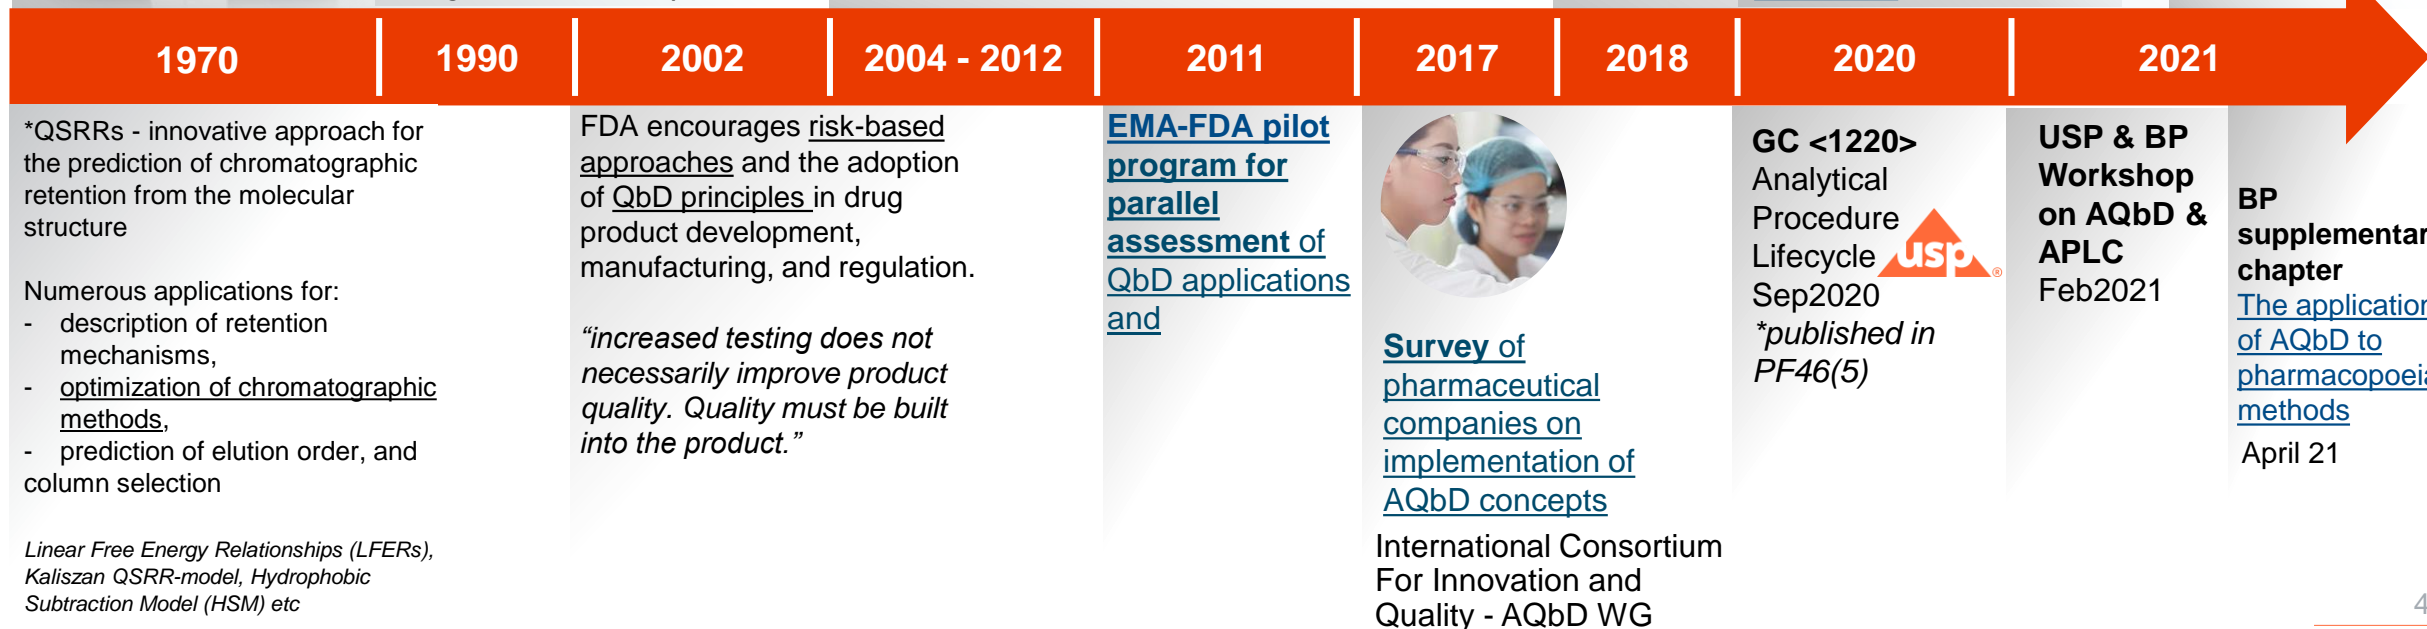 1970
1990
2002
2004 - 2012
2011
2017
2018
2020
2021
*QSRRs - innovative approach for
the prediction of chromatographic
retention from the molecular
structure
Numerous applications for:
- description of retention
mechanisms,
- optimization of chromatographic
methods,
- prediction of elution order, and
column selection
Linear Free Energy Relationships (LFERs),
Kaliszan QSRR-model, Hydrophobic
Subtraction Model (HSM) etc
FDA encourages risk-based
approaches and the adoption
of QbD principles in drug
product development,
manufacturing, and regulation.
“increased testing does not
necessarily improve product
quality. Quality must be built
into the product.”
EMA-FDA pilot
program for
parallel
assessment of
QbD applications
and
Survey of
pharmaceutical
companies on
implementation of
AQbD concepts
International Consortium
For Innovation and
Quality - AQbD WG
GC <1220>
Analytical
Procedure
Lifecycle
Sep2020
*published in
PF46(5)
usp®
USP & BP
Workshop
on AQbD &
APLC
Feb2021
BP
supplementar
chapter
The application
of AQbD to
pharmacopoeia
methods
April 21
4